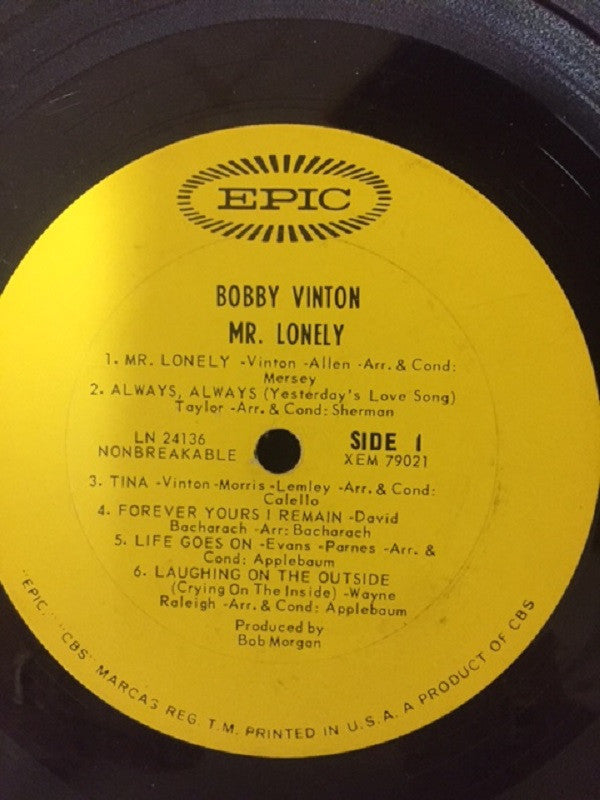 EPIC
BOBBY VINTON
MR. LONELY
1. MR. LONELY -Vinton -Allen -Arr. & Cond:
Mersey
2. ALWAYS, ALWAYS (Yesterday's Love Song)
Taylor -Arr. & Cond: Sherman
LN 24136
NONBREAKABLE
SIDE 1
XEM 79021
3. TINA -Vinton -Morris -Lemley -Arr. & Cond:
Calello
4. FOREVER YOURS I REMAIN -David
Bacharach -Arr: Bacharach
5. LIFE GOES ON -Evans -Parnes -Arr. &
Cond: Applebaum
6. LAUGHING ON THE OUTSIDE
(Crying On The Inside) -Wayne
Raleigh -Arr. & Cond: Applebaum
Produced by
Bob Morgan
"EPIC," "CBS" MARCAS REG. T.M. PRINTED IN U.S.A. A PRODUCT OF CBS